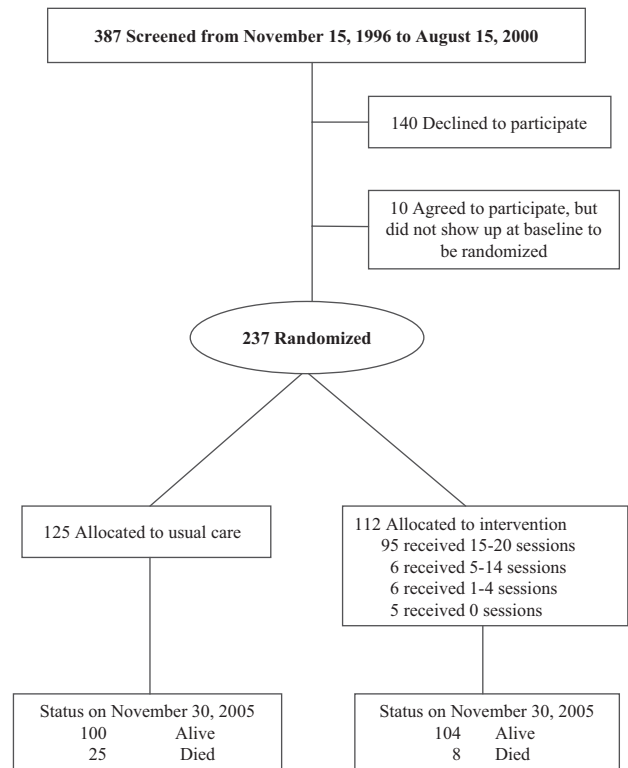 387 Screened from November 15, 1996 to August 15, 2000
140 Declined to participate
10 Agreed to participate, but
did not show up at baseline to
be randomized
237 Randomized
125 Allocated to usual care
112 Allocated to intervention
95 received 15-20 sessions
6 received 5-14 sessions
6 received 1-4 sessions
5 received 0 sessions
Status on November 30, 2005
100 Alive
25 Died
Status on November 30, 2005
104 Alive
8 Died